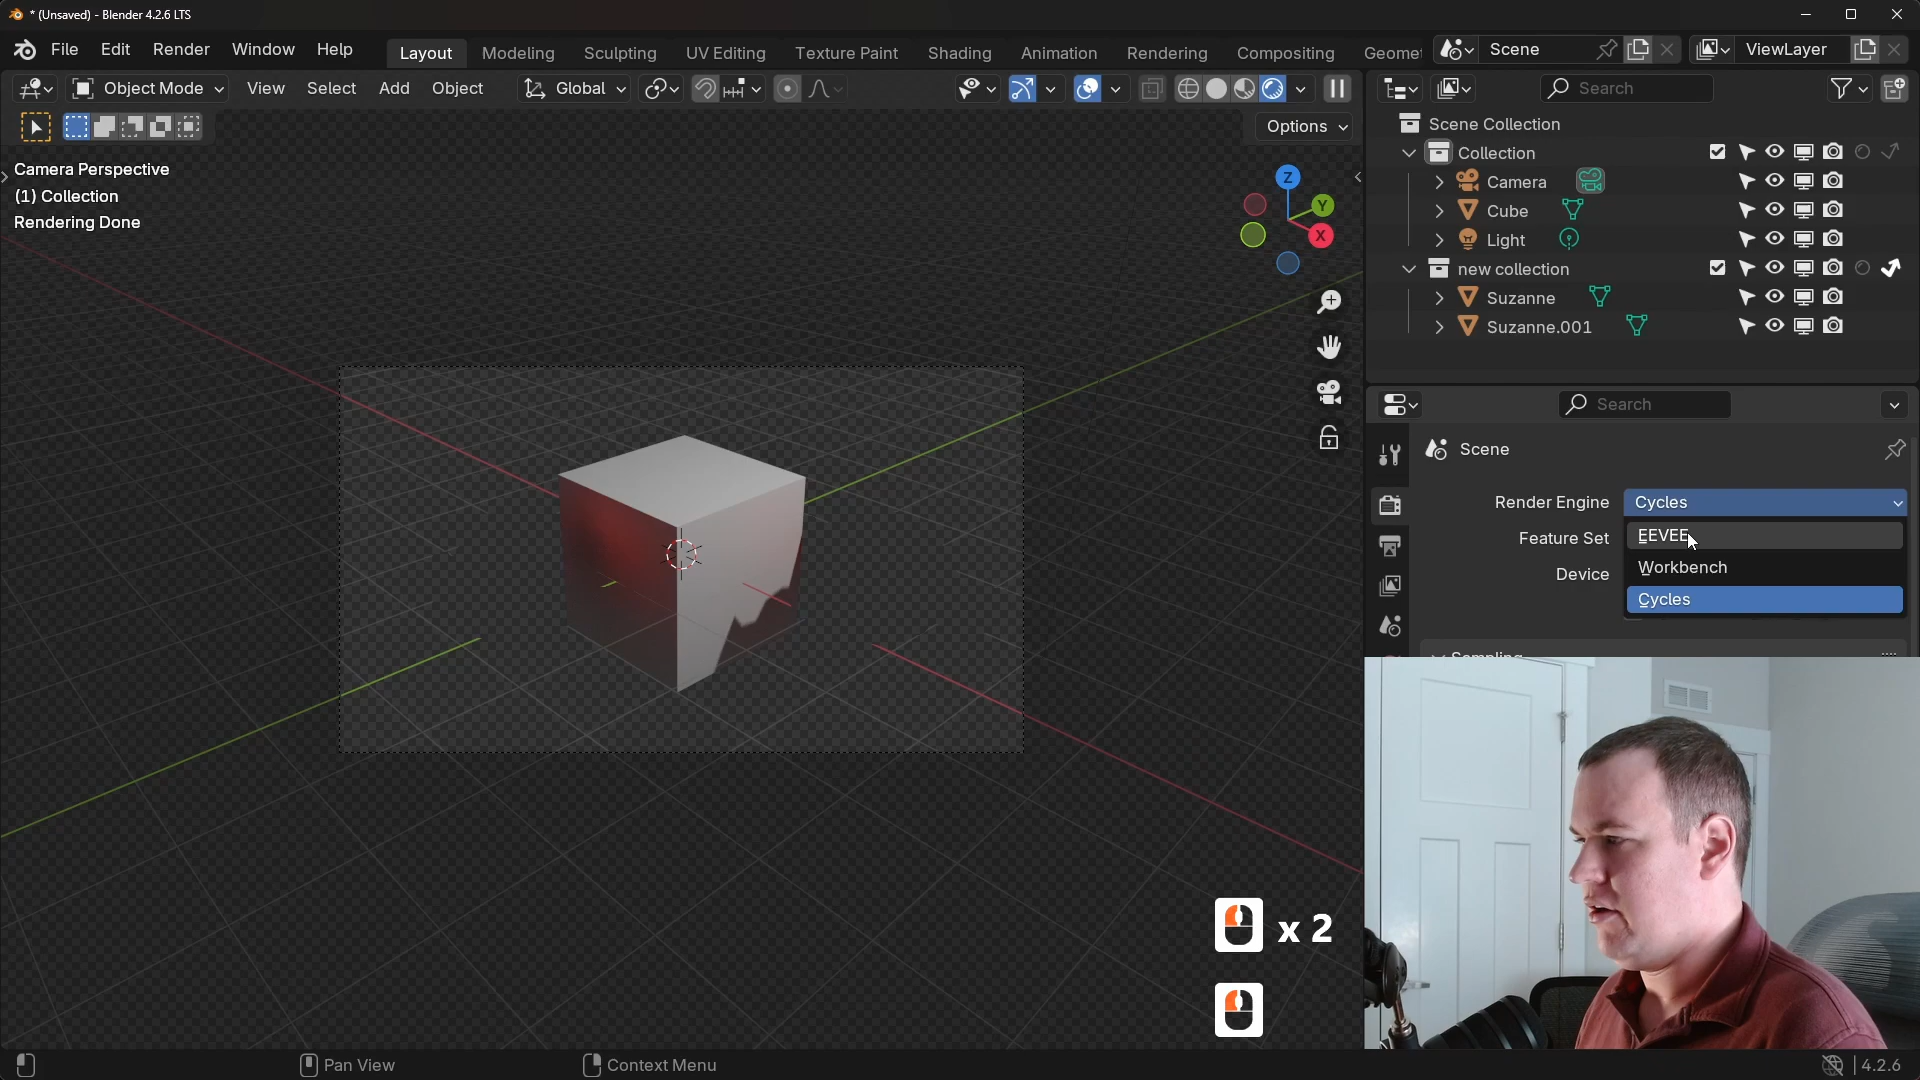 * (Unsaved) - Blender 4.2.6 LTS
File Edit Render Window Help
Layout Modeling Sculpting UV Editing Texture Paint Shading Animation Rendering Compositing Geomet
Scene
ViewLayer
Object Mode View Select Add Object Global
Search
Options
Camera Perspective
(1) Collection
Rendering Done
Z
Y
X
Scene Collection
Collection
Camera
Cube
Light
new collection
Suzanne
Suzanne.001
Search
Scene
Render Engine Cycles
Feature Set
Device
EEVEE
Workbench
Cycles
Sampling
x 2
Pan View
Context Menu
4.2.6